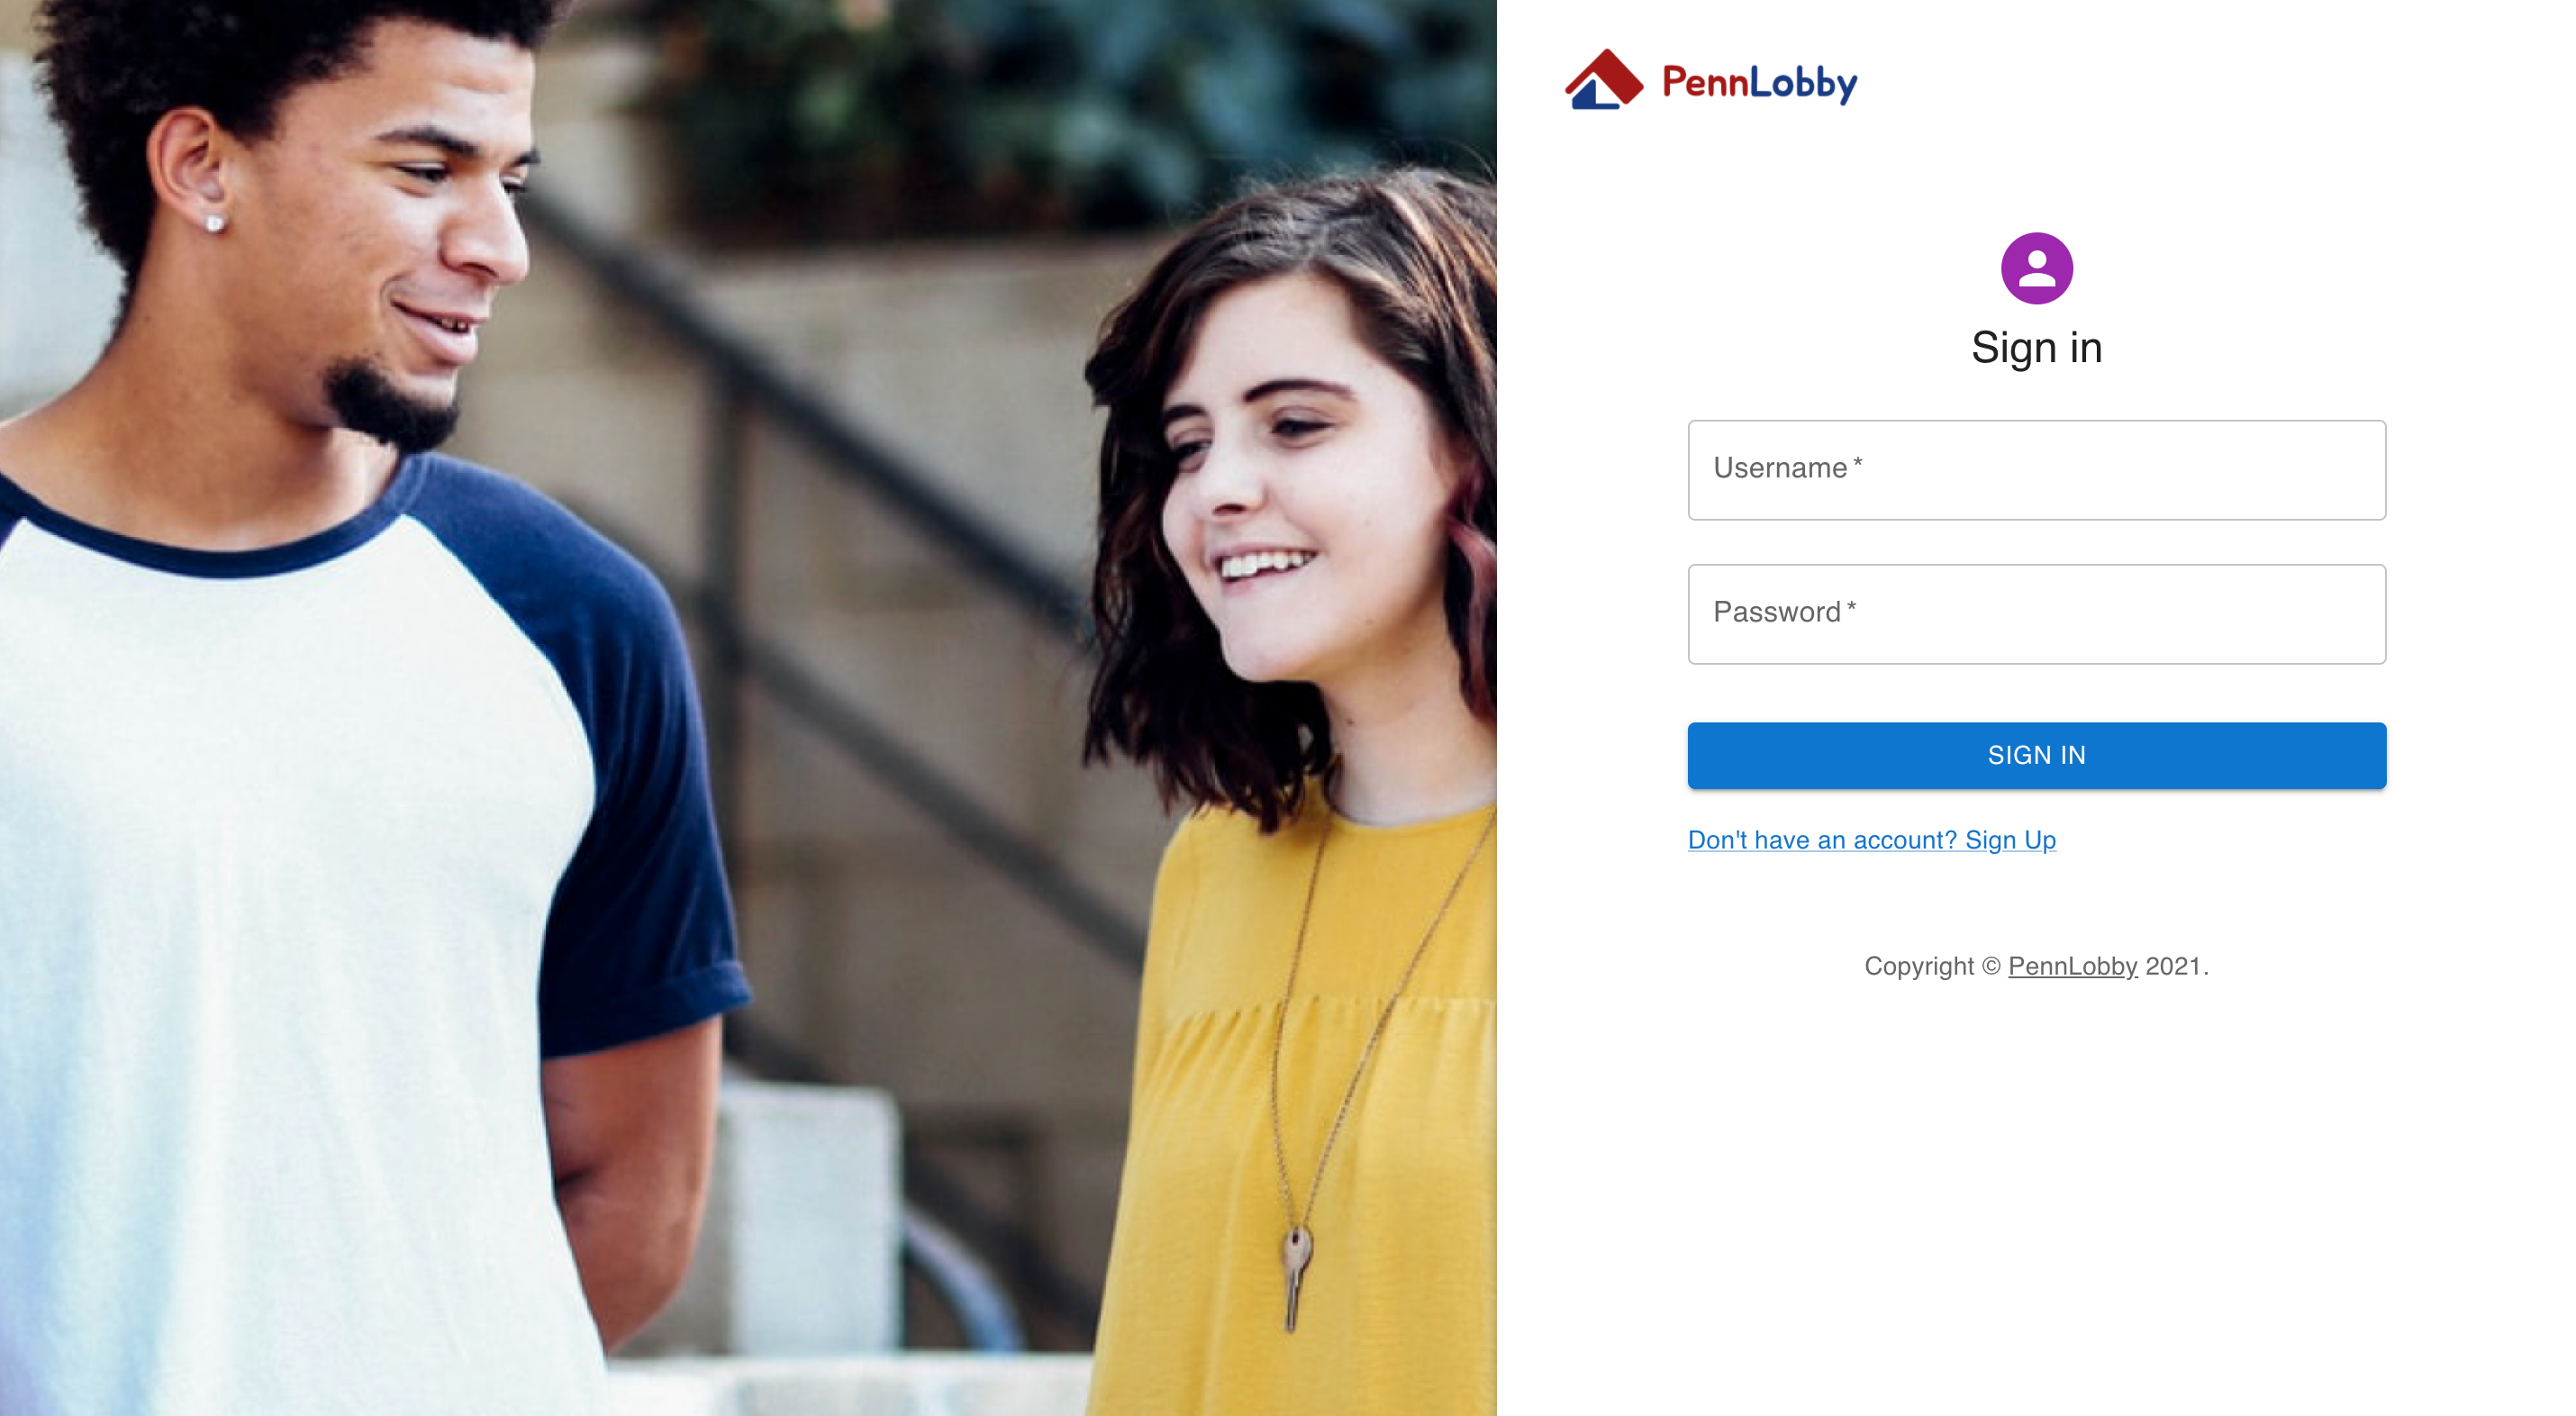 PennLobby
Sign in
Username *
Password *
SIGN IN
Don't have an account? Sign Up
Copyright © PennLobby 2021.